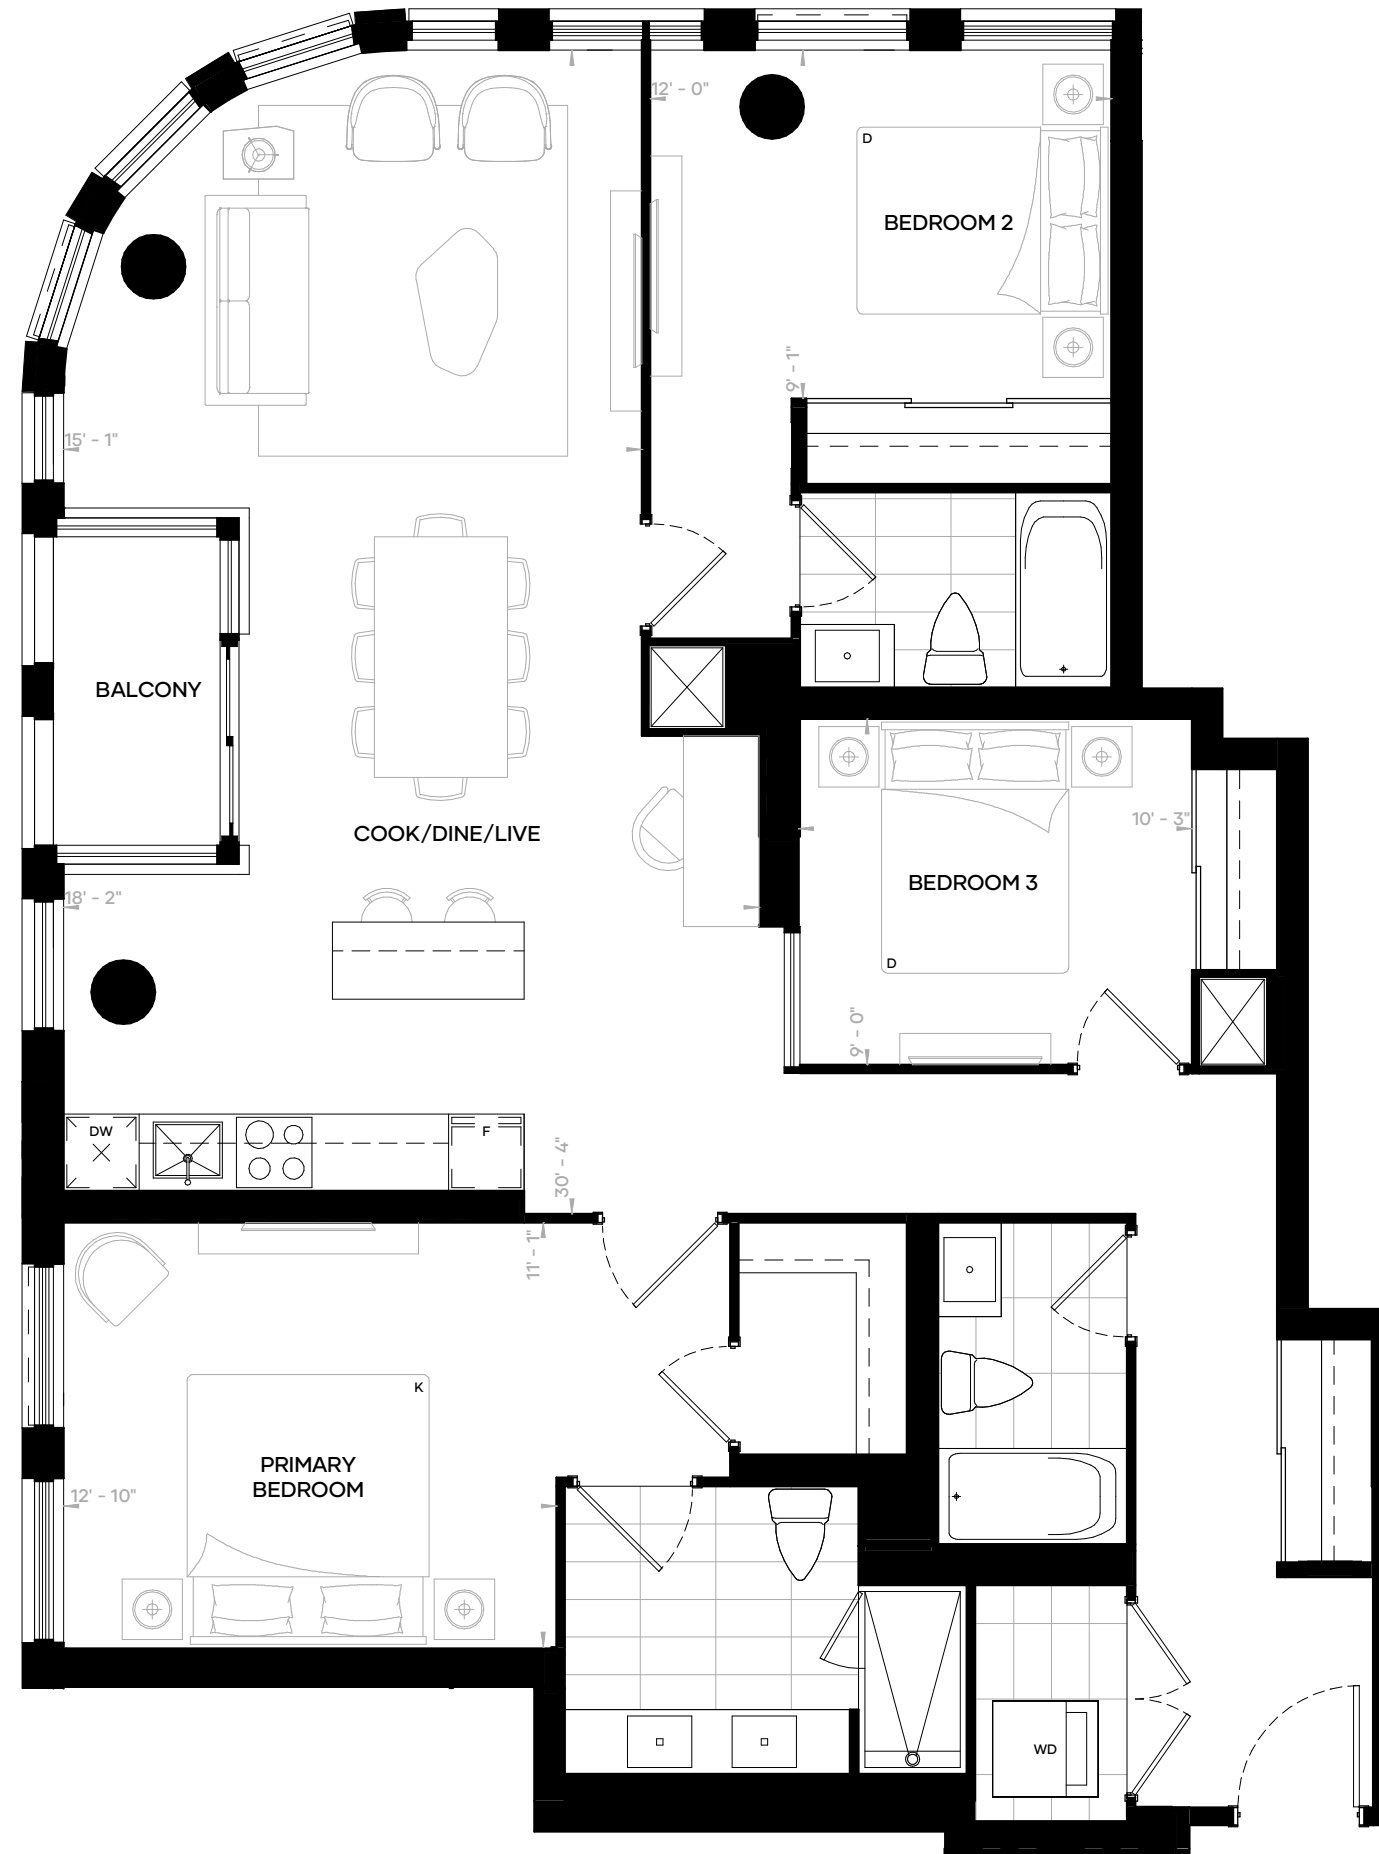 12' - 0"
D
BEDROOM 2
9' - 1"
15' - 1"
BALCONY
COOK/DINE/LIVE
10' - 3"
BEDROOM 3
18' - 2"
D
9' - 0"
DW
F
30' - 4"
11' - 1"
K
PRIMARY
BEDROOM
12' - 10"
WD